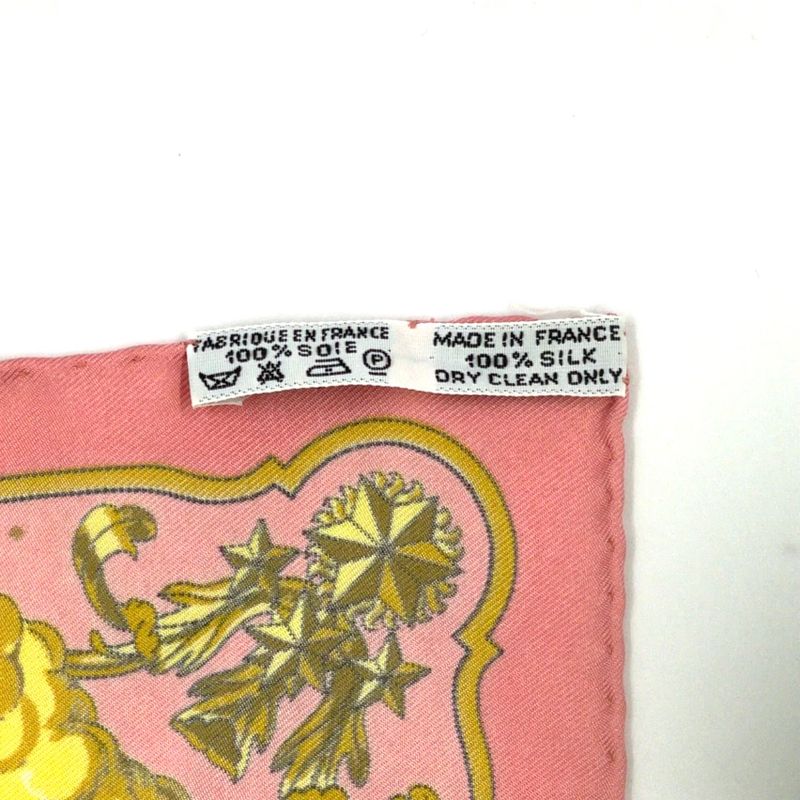 FABRIQUE EN FRANCE
100% SOIE
P
MADE IN FRANCE
100% SILK
DRY CLEAN ONLY